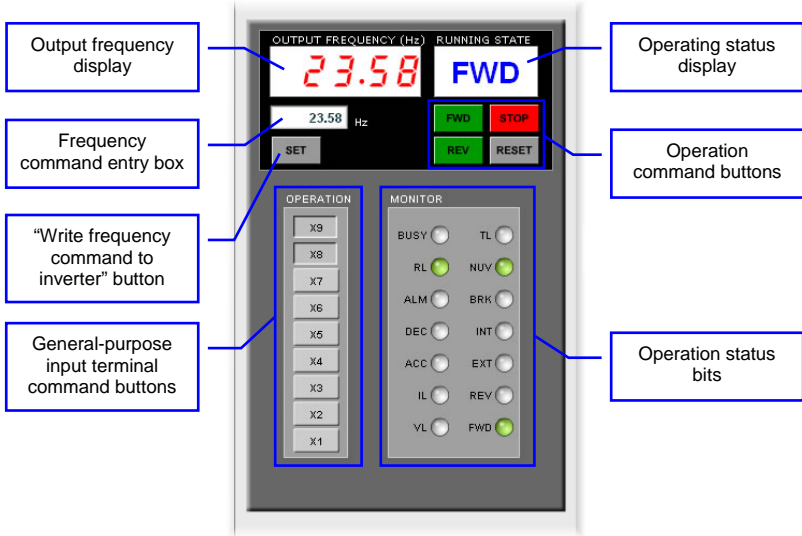 Output frequency
display
Frequency
command entry box
“Write frequency
command to
inverter” button
General-purpose
input terminal
command buttons
OUTPUT FREQUENCY (Hz)
23.58
RUNNING STATE
FWD
23.58 Hz
SET
FWD
STOP
REV
RESET
OPERATION
X9
X8
X7
X6
X5
X4
X3
X2
X1
MONITOR
BUSY TL
RL NUV
ALM BRK
DEC INT
ACC EXT
IL REV
VL FWD
Operating status
display
Operation
command buttons
Operation status
bits